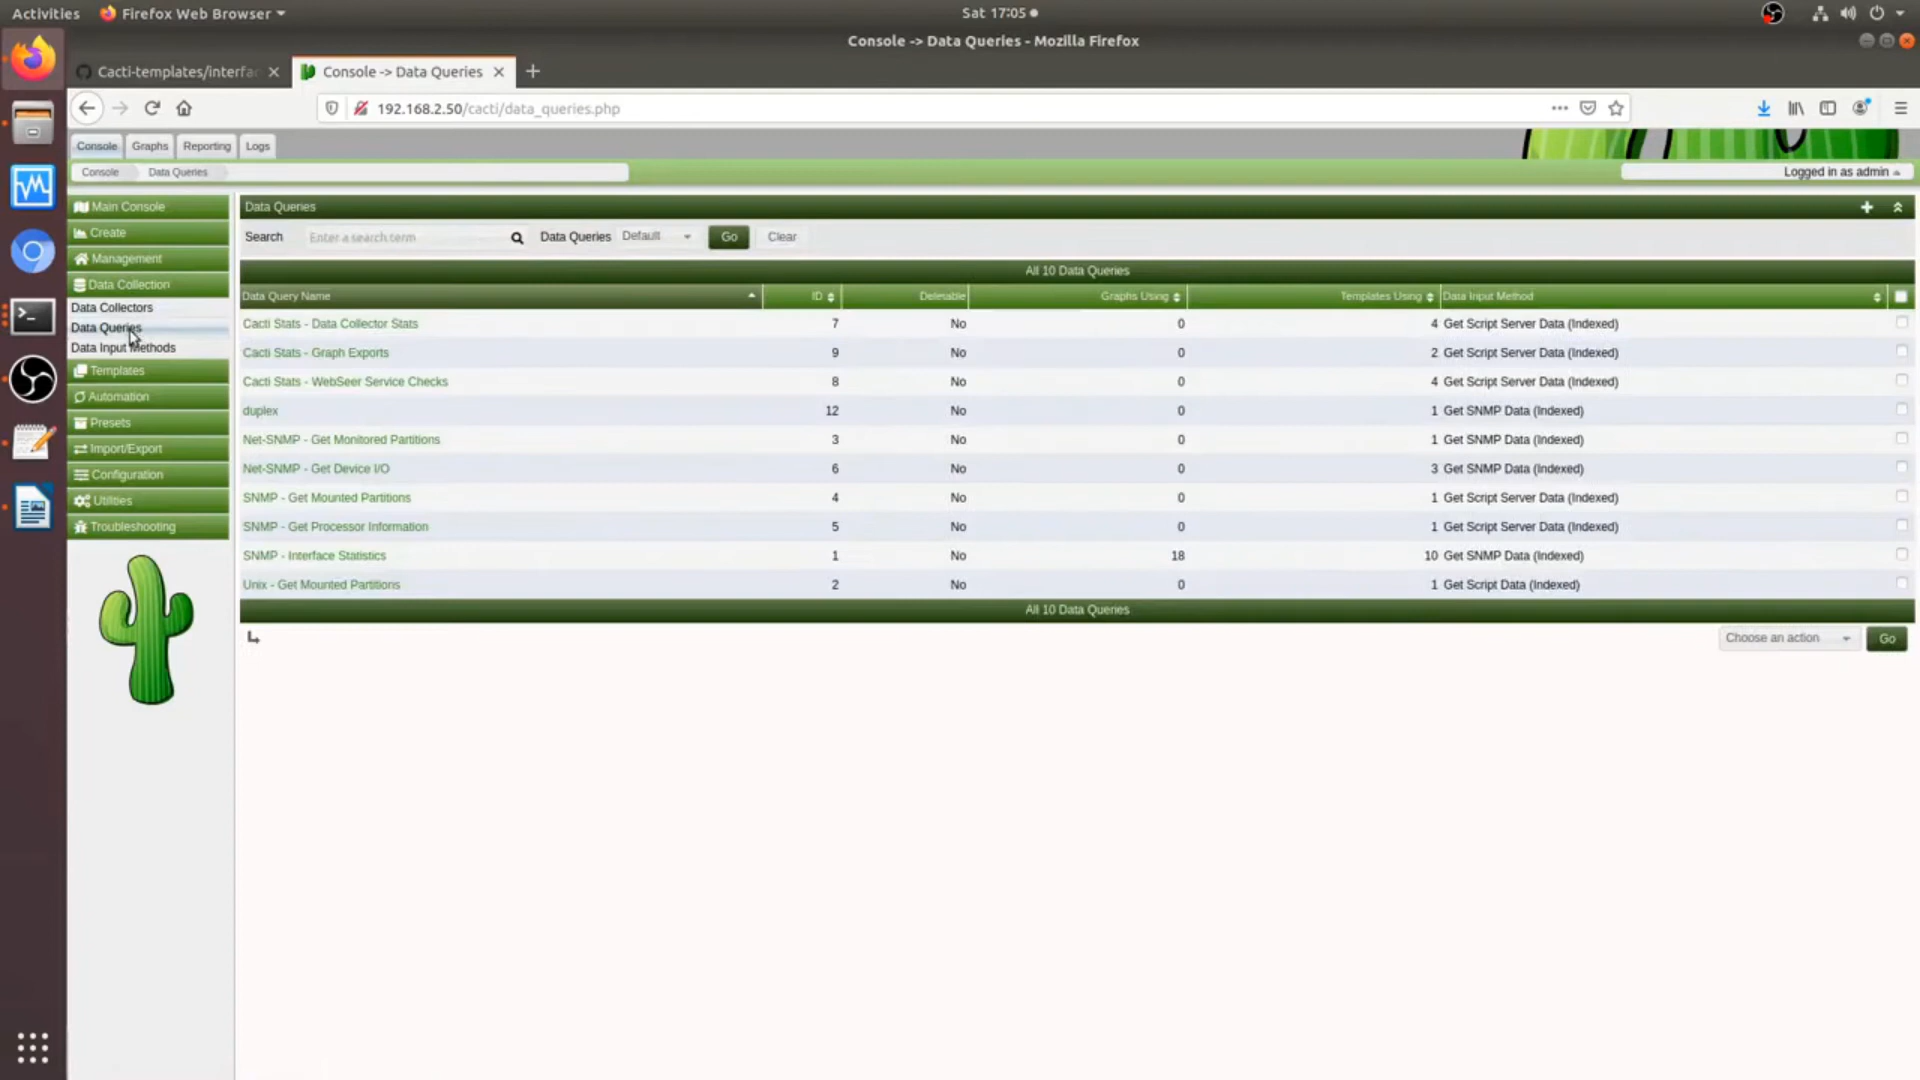 Activities Firefox Web Browser Sat 17:05
Console -> Data Queries - Mozilla Firefox
Cacti-templates/interfac Console -> Data Queries
192.168.2.50/cacti/data_queries.php
Console Graphs Reporting Logs
Console Data Queries Logged in as admin
Main Console
Create
Management
Data Collection
Data Collectors
Data Queries
Data Input Methods
Templates
Automation
Presets
Import/Export
Configuration
Utilities
Troubleshooting
Data Queries
Search Enter a search term Data Queries Default Go Clear
All 10 Data Queries
Data Query Name ID Deletable Graphs Using Templates Using Data Input Method
Cacti Stats - Data Collector Stats 7 No 0 4 Get Script Server Data (Indexed)
Cacti Stats - Graph Exports 9 No 0 2 Get Script Server Data (Indexed)
Cacti Stats - WebSeer Service Checks 8 No 0 4 Get Script Server Data (Indexed)
duplex 12 No 0 1 Get SNMP Data (Indexed)
Net-SNMP - Get Monitored Partitions 3 No 0 1 Get SNMP Data (Indexed)
Net-SNMP - Get Device I/O 6 No 0 3 Get SNMP Data (Indexed)
SNMP - Get Mounted Partitions 4 No 0 1 Get Script Server Data (Indexed)
SNMP - Get Processor Information 5 No 0 1 Get Script Server Data (Indexed)
SNMP - Interface Statistics 1 No 18 10 Get SNMP Data (Indexed)
Unix - Get Mounted Partitions 2 No 0 1 Get Script Data (Indexed)
All 10 Data Queries
Choose an action Go